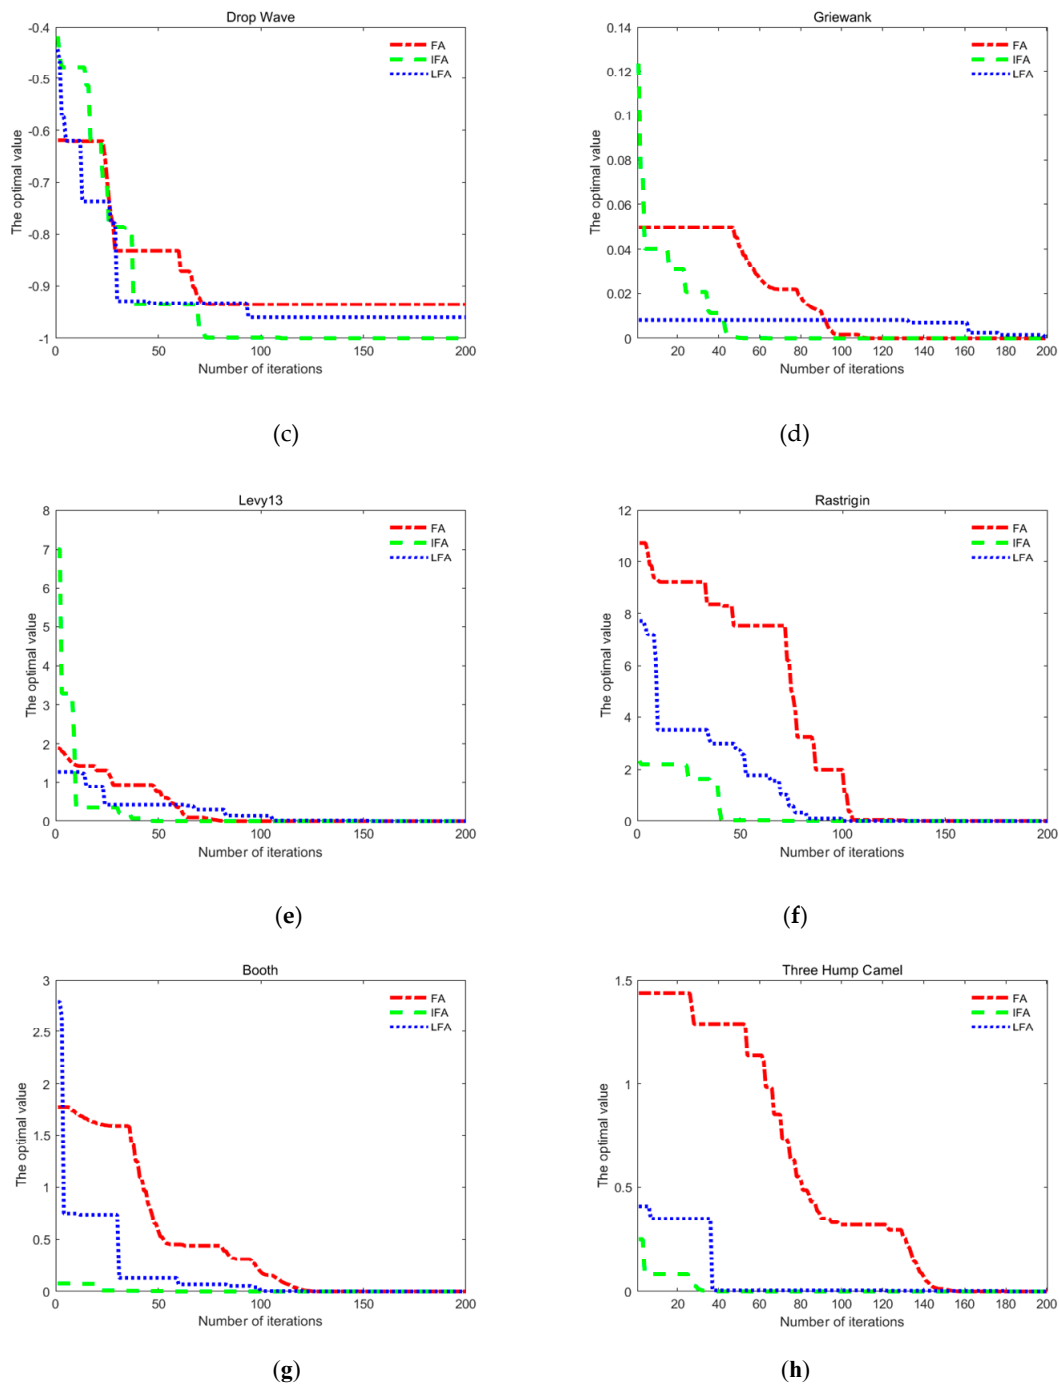 Drop Wave
-0.4
-0.5
-0.6
-0.7
-0.8
-0.9
-1
0 50 100 150 200
The optimal value
Number of iterations
FA
IFA
LFA
(c)
Griewank
0.14
0.12
0.1
0.08
0.06
0.04
0.02
0
20 40 60 80 100 120 140 160 180 200
The optimal value
Number of iterations
FA
IFA
LFA
(d)
Levy13
8
7
6
5
4
3
2
1
0
0 50 100 150 200
The optimal value
Number of iterations
FA
IFA
LFA
(e)
Rastrigin
12
10
8
6
4
2
0
0 50 100 150 200
The optimal value
Number of iterations
FA
IFA
LFA
(f)
Booth
3
2.5
2
1.5
1
0.5
0
0 50 100 150 200
The optimal value
Number of iterations
FA
IFA
LFA
(g)
Three Hump Camel
1.5
1
0.5
0
20 40 60 80 100 120 140 160 180 200
The optimal value
Number of iterations
FA
IFA
LFA
(h)